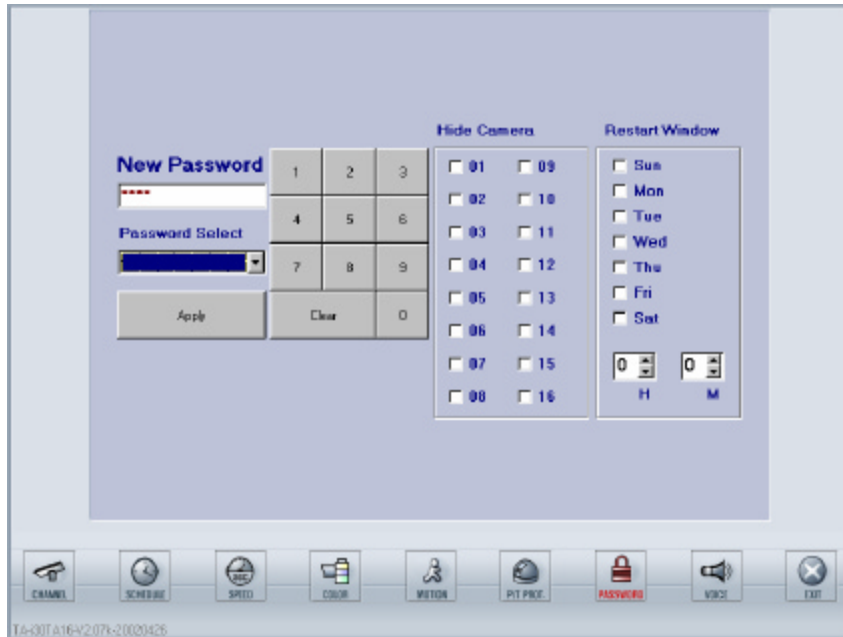 Hide Camera
Restart Window
New Password
****
Password Select
1 2 3
4 5 6
7 8 9
Apply
Clear
0
01 09
02 10
03 11
04 12
05 13
06 14
07 15
08 16
Sun
Mon
Tue
Wed
Thu
Fri
Sat
0 0
H M
CHANNEL
SCHEDULE
SPEED
COLOR
MOTION
P/T PROT.
PASSWORD
VOICE
EXIT